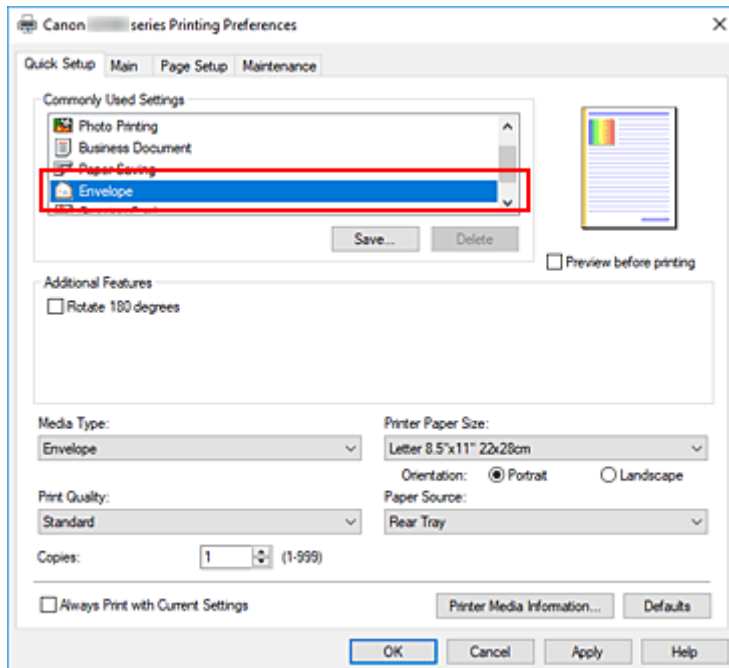 Canon series Printing Preferences
Quick Setup Main Page Setup Maintenance
Commonly Used Settings
Photo Printing
Business Document
Paper Saving
Envelope
Save... Delete
Preview before printing
Additional Features
Rotate 180 degrees
Media Type: Printer Paper Size:
Envelope Letter 8.5"x11" 22x28cm
Orientation: Portrait Landscape
Print Quality: Paper Source:
Standard Rear Tray
Copies: 1 (1-999)
Always Print with Current Settings Printer Media Information... Defaults
OK Cancel Apply Help